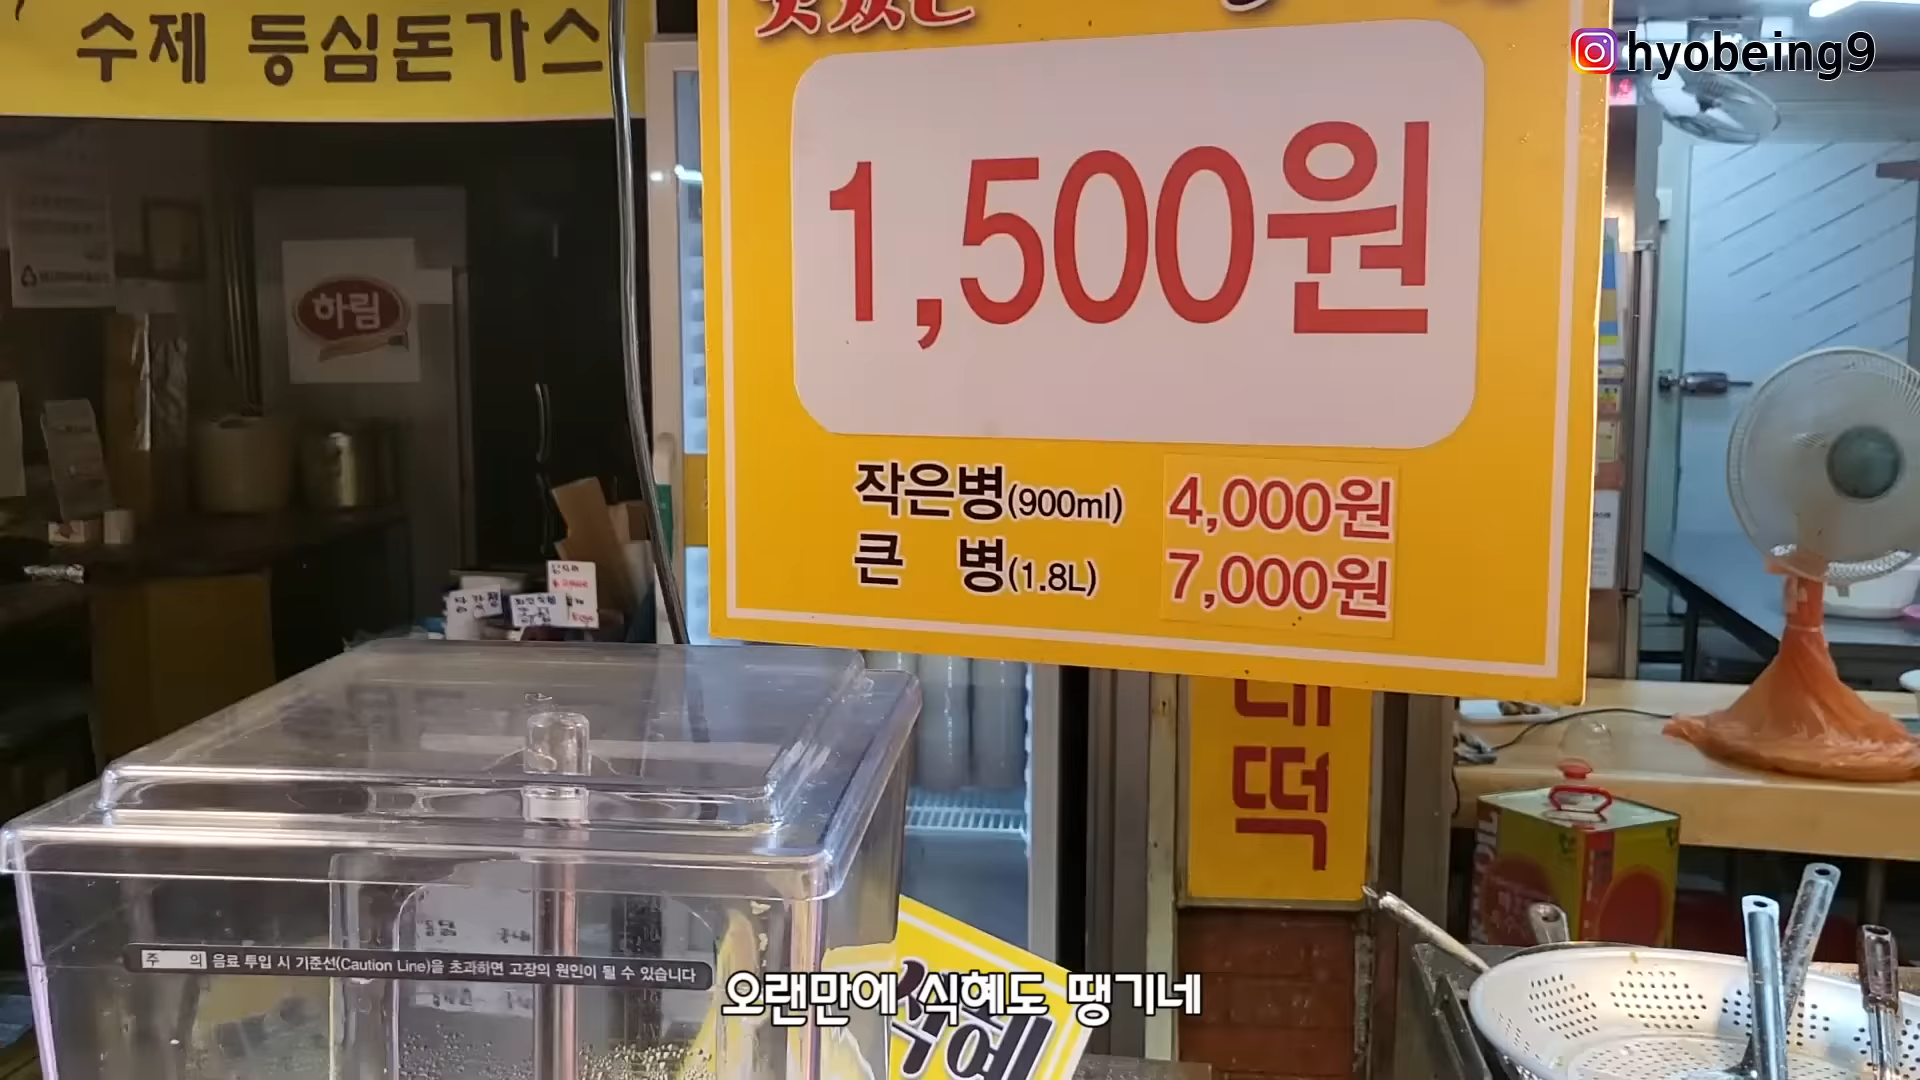 수제 등심돈가스
hyobeing9
1,500원
하림
작은병(900ml) 4,000원
큰 병(1.8L) 7,000원
떡
주 의 음료 투입 시 기준선(Caution Line)을 초과하면 고장의 원인이 될 수 있습니다
식혜
오랜만에 식혜도 땡기네